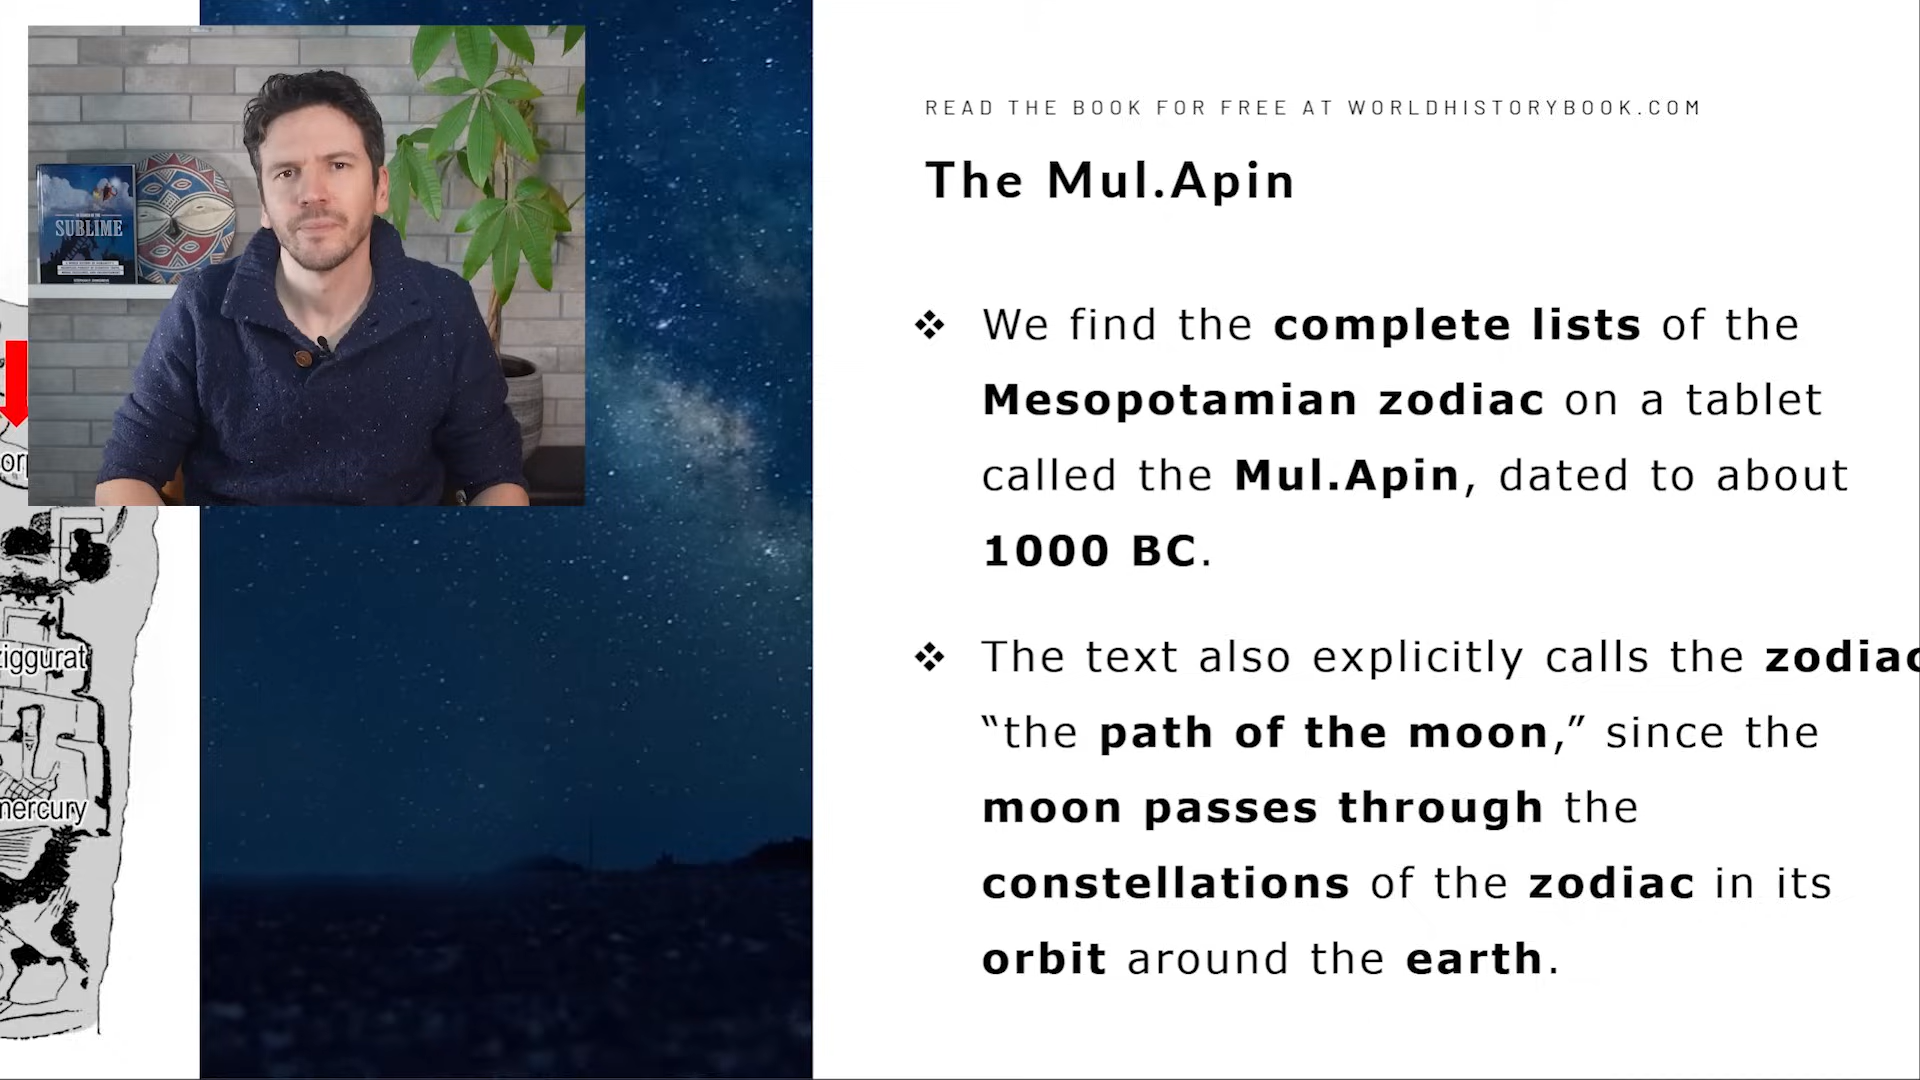 READ THE BOOK FOR FREE AT WORLDHISTORYBOOK.COM
The Mul.Apin
❖ We find the complete lists of the
Mesopotamian zodiac on a tablet
called the Mul.Apin, dated to about
1000 BC.
❖ The text also explicitly calls the zodiac
“the path of the moon,” since the
moon passes through the
constellations of the zodiac in its
orbit around the earth.
SUBLIME
ziggurat
mercury